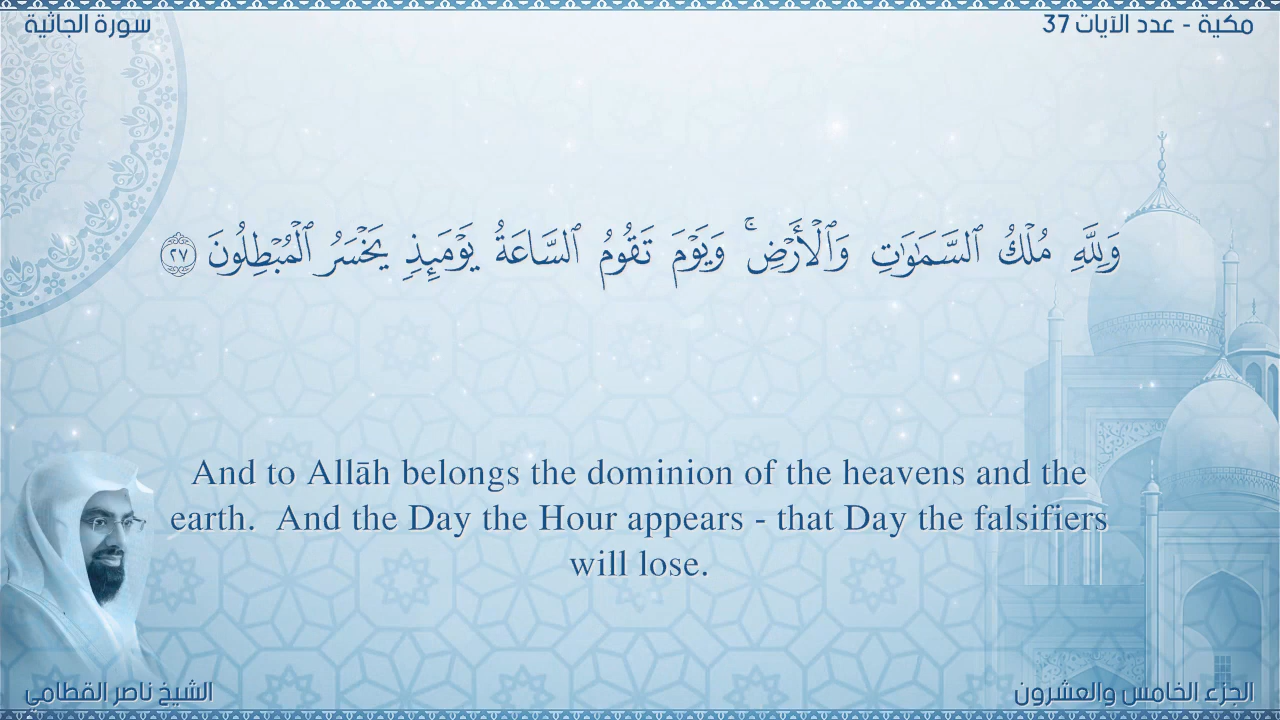 مكية - عدد الآيات 37
سورة الجاثية
وَلِلَّهِ مُلْكُ ٱلسَّمَٰوَٰتِ وَٱلْأَرْضِ ۚ وَيَوْمَ تَقُومُ ٱلسَّاعَةُ يَوْمَئِذٍ يَخْسَرُ ٱلْمُبْطِلُونَ ٢٧
And to Allāh belongs the dominion of the heavens and the
earth. And the Day the Hour appears - that Day the falsifiers
will lose.
الجزء الخامس والعشرون
الشيخ ناصر القطامي